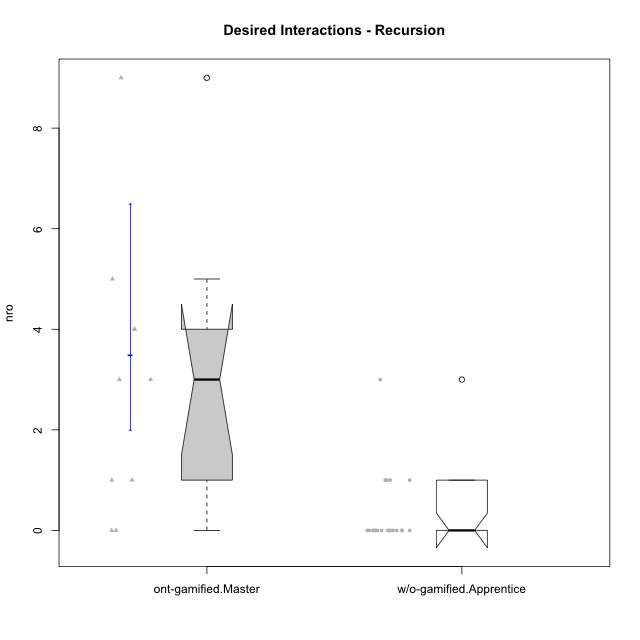 Desired Interactions - Recursion
nro
8
6
4
2
0
ont-gamified.Master
w/o-gamified.Apprentice